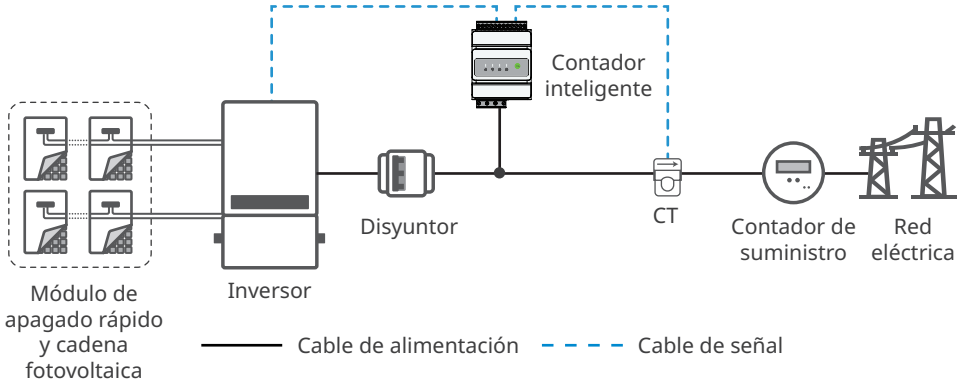 Contador
inteligente
Disyuntor
CT
Contador de
suministro
Red
eléctrica
Inversor
Módulo de
apagado rápido
y cadena
fotovoltaica
Cable de alimentación
Cable de señal